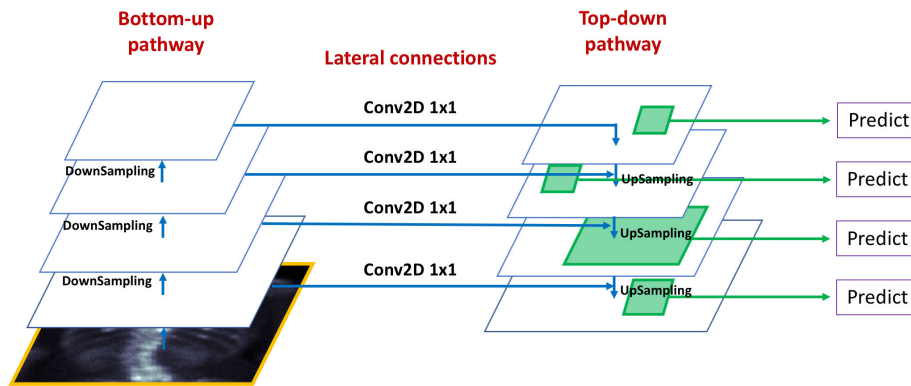 Bottom-up
pathway
Lateral connections
Top-down
pathway
Conv2D 1x1
Predict
DownSampling
Conv2D 1x1
UpSampling
Predict
DownSampling
Conv2D 1x1
UpSampling
Predict
DownSampling
Conv2D 1x1
UpSampling
Predict